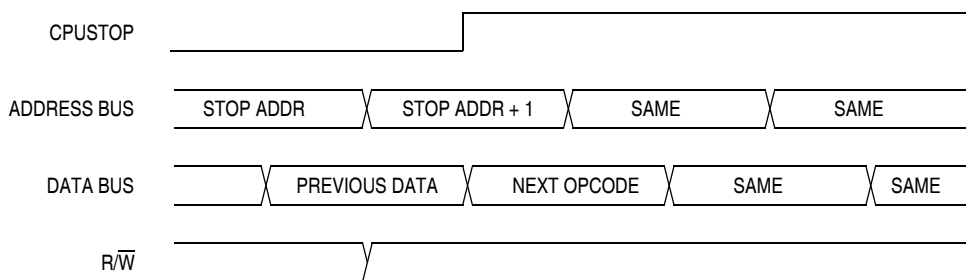 CPUSTOP
ADDRESS BUS STOP ADDR STOP ADDR + 1 SAME SAME
DATA BUS PREVIOUS DATA NEXT OPCODE SAME SAME
R/W̅